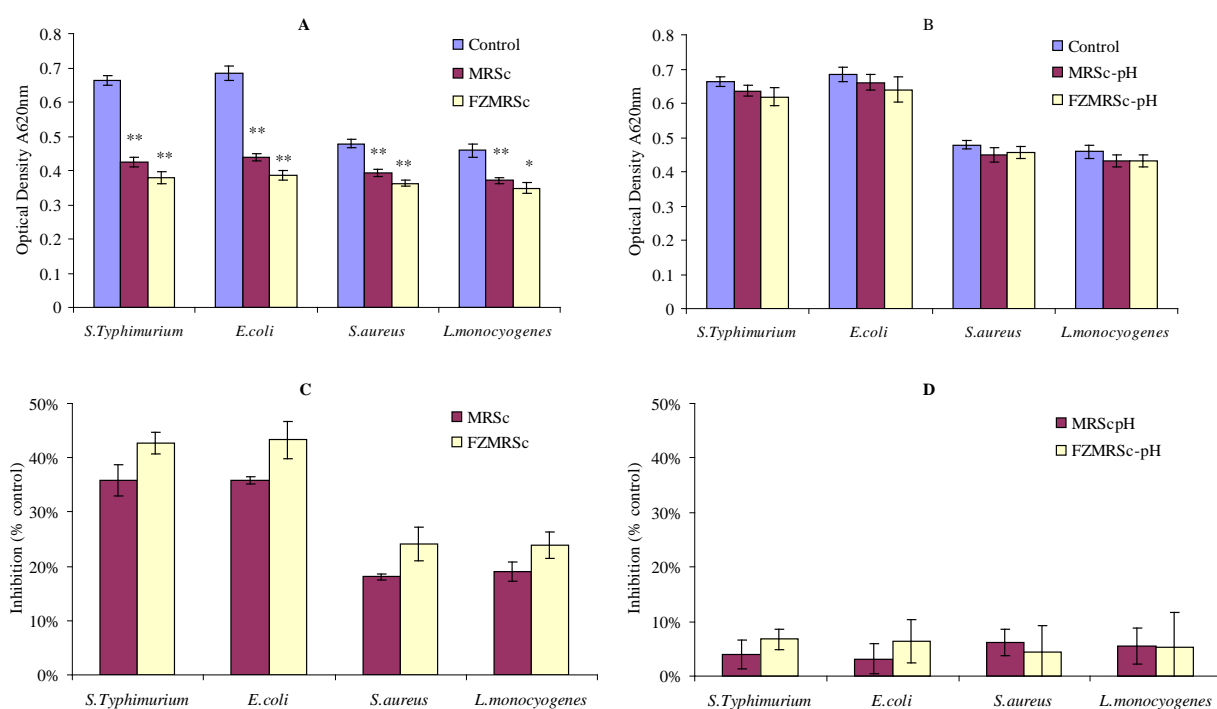 A
Optical Density A620nm
0.8
0.7
0.6
0.5
0.4
0.3
0.2
0.1
0
Control
MRSc
FZMRSc
** **
** **
** **
** *
S.Typhimurium E.coli S.aureus L.monocyogenes
B
Optical Density A620nm
0.8
0.7
0.6
0.5
0.4
0.3
0.2
0.1
0
Control
MRSc-pH
FZMRSc-pH
S.Typhimurium E.coli S.aureus L.monocyogenes
C
Inhibition (% control)
50%
40%
30%
20%
10%
0%
MRSc
FZMRSc
S.Typhimurium E.coli S.aureus L.monocyogenes
D
Inhibition (% control)
50%
40%
30%
20%
10%
0%
MRScpH
FZMRSc-pH
S.Typhimurium E.coli S.aureus L.monocyogenes